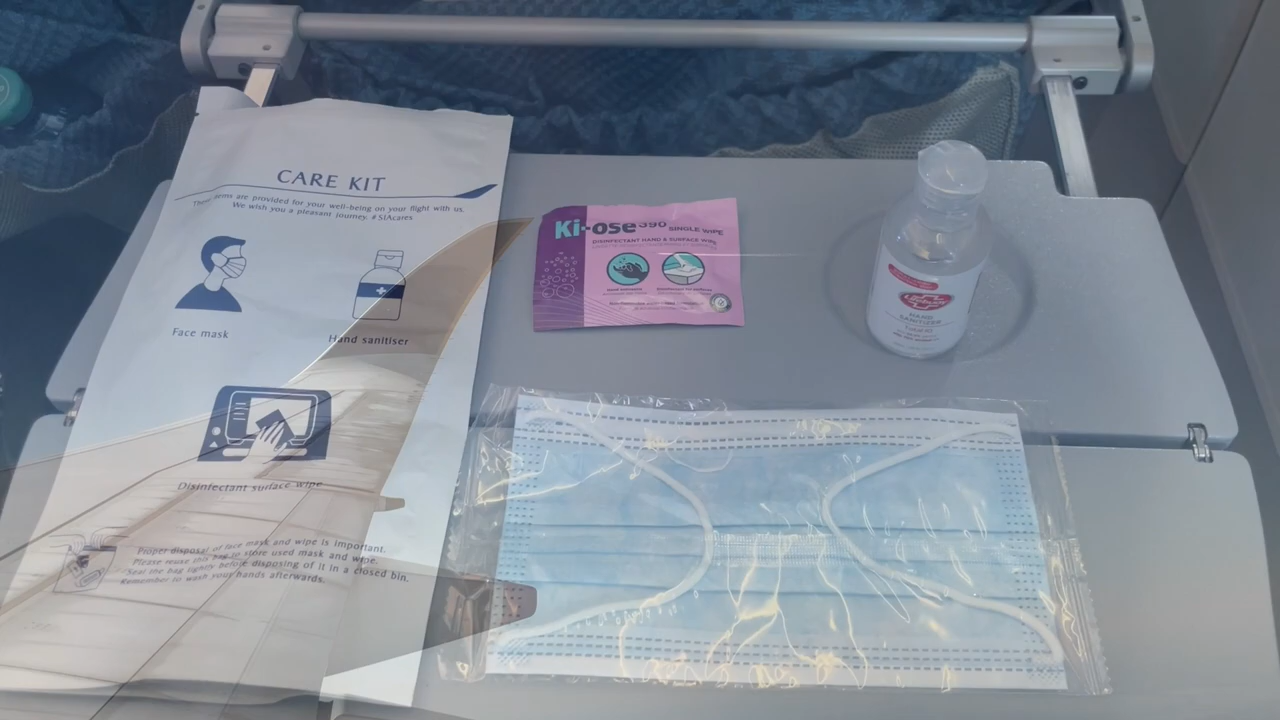 CARE KIT
These items are provided for your well-being on your flight with us.
We wish you a pleasant journey. #SIAcares
Face mask
Hand sanitiser
Disinfectant surface wipe
Proper disposal of face mask and wipe is important.
Please reuse this bag to store used mask and wipe.
Seal the bag tightly before disposing of it in a closed bin.
Remember to wash your hands afterwards.
Ki-ose 390 SINGLE WIPE
DISINFECTANT HAND & SURFACE WIPE
Lifebuoy
HAND
SANITIZER
Total 10